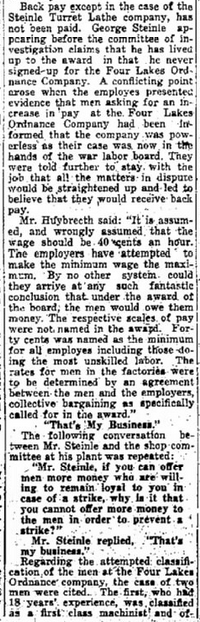 Back pay except in the case of the
Steinle Turret Lathe company, has
not been paid. George Steinle ap-
pearing before the committee of in-
vestigation claims that he has lived
up to the award in that he never
signed-up for the Four Lakes Ord-
nance Company. A conflicting point
arose when the employes presented
evidence that men asking for an in-
crease in pay at the Four Lakes
Ordnance Company had been in-
formed that the company was pow-
erless as their case was now in the
hands of the war labor board. They
were told further to stay with the
job that all the matters in dispute
would be straightened up and led to
believe that they would receive back
pay.
Mr. Huybrecth said: "It is assum-
ed, and wrongly assumed that the
wage should be 40 cents an hour.
The employers have attempted to
make the minimum wage the maxi-
mum. By no other system could
they arrive at any such fantastic
conclusion that under the award of
the board, the men would owe them
money. The respective scales of pay
were not named in the award. For-
ty cents was named as the minimum
for all employes including those do-
ing the most unskilled labor. The
rates for men in the factories were
to be determined by an agreement
between the men and the employers,
collective bargaining as specifically
called for in the award."
"That's My Business."
The following conversation be-
tween Mr. Steinle and the shop com-
mittee at his plant was repeated:
"Mr. Steinle, if you can offer
men more money who are will-
ing to remain loyal to you in
case of a strike, why is it that
you cannot offer more money to
the men in order to prevent a
strike?"
Mr. Steinle replied, "That's
my business."
Regarding the attempted classifi-
cation of the men at the Four Lakes
Ordnance company, the case of two
men were cited. The first, who had
18 years' experience, was classified
as a first class machinist and of-